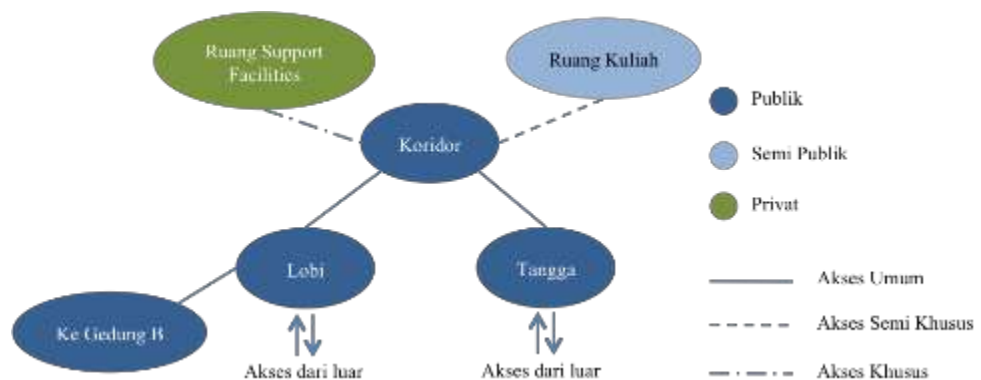 Ruang Support
Facilities
Ruang Kuliah
Koridor
Lobi
Tangga
Ke Gedung B
Akses dari luar
Akses dari luar
Publik
Semi Publik
Privat
Akses Umum
Akses Semi Khusus
Akses Khusus